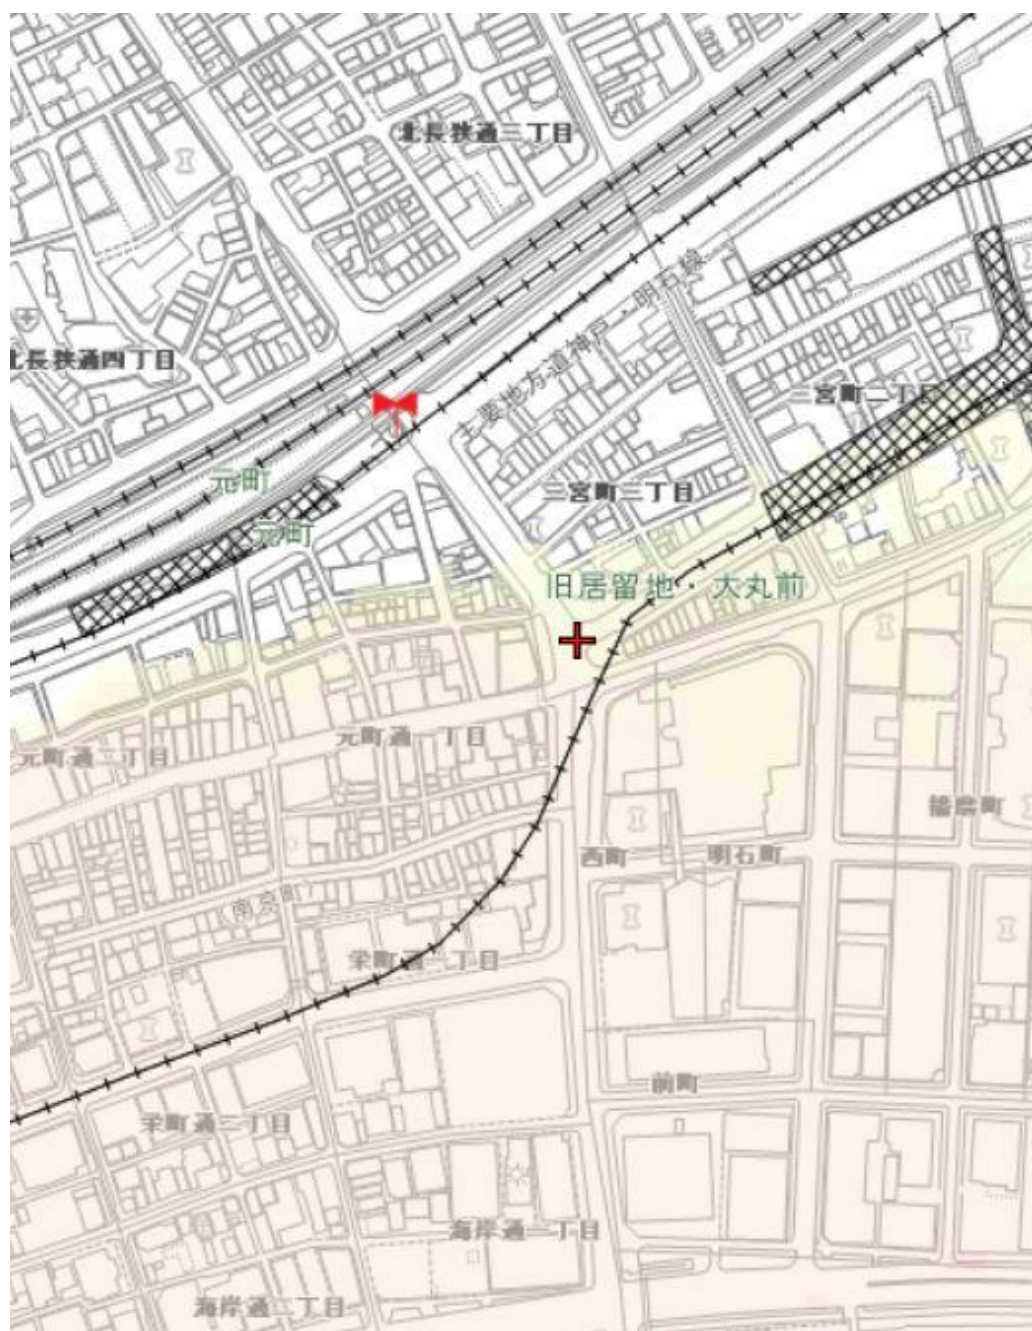 北長狭通三丁目
北長狭通四丁目
主要地方道神戸・明石線
三宮町二丁目
元町
三宮町三丁目
元町
旧居留地・大丸前
元町通一丁目
元町通二丁目
播磨町
西町
明石町
(南京町)
栄町通一丁目
前町
栄町通二丁目
海岸通一丁目
海岸通二丁目